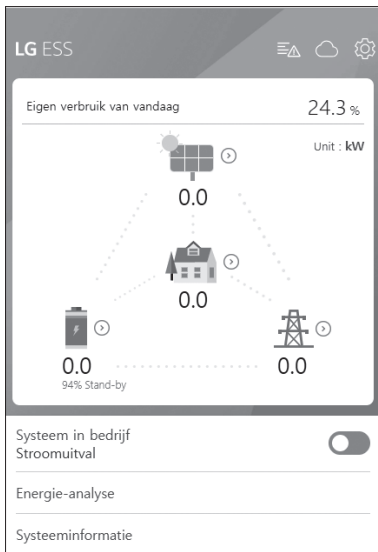 LG ESS
Eigen verbruik van vandaag 24.3 %
Unit : kW
0.0
0.0
0.0 0.0
94% Stand-by
Systeem in bedrijf
Stroomuitval
Energie-analyse
Systeeminformatie